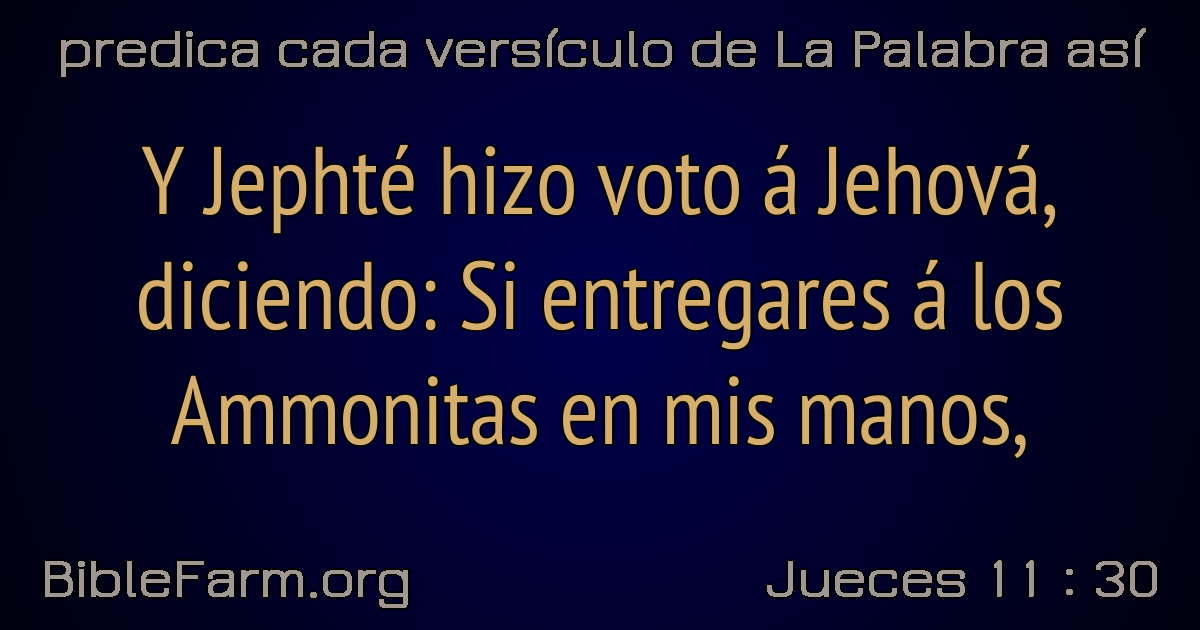 predica cada versículo de La Palabra así
Y Jephté hizo voto á Jehová,
diciendo: Si entregares á los
Ammonitas en mis manos,
BibleFarm.org
Jueces 11 : 30